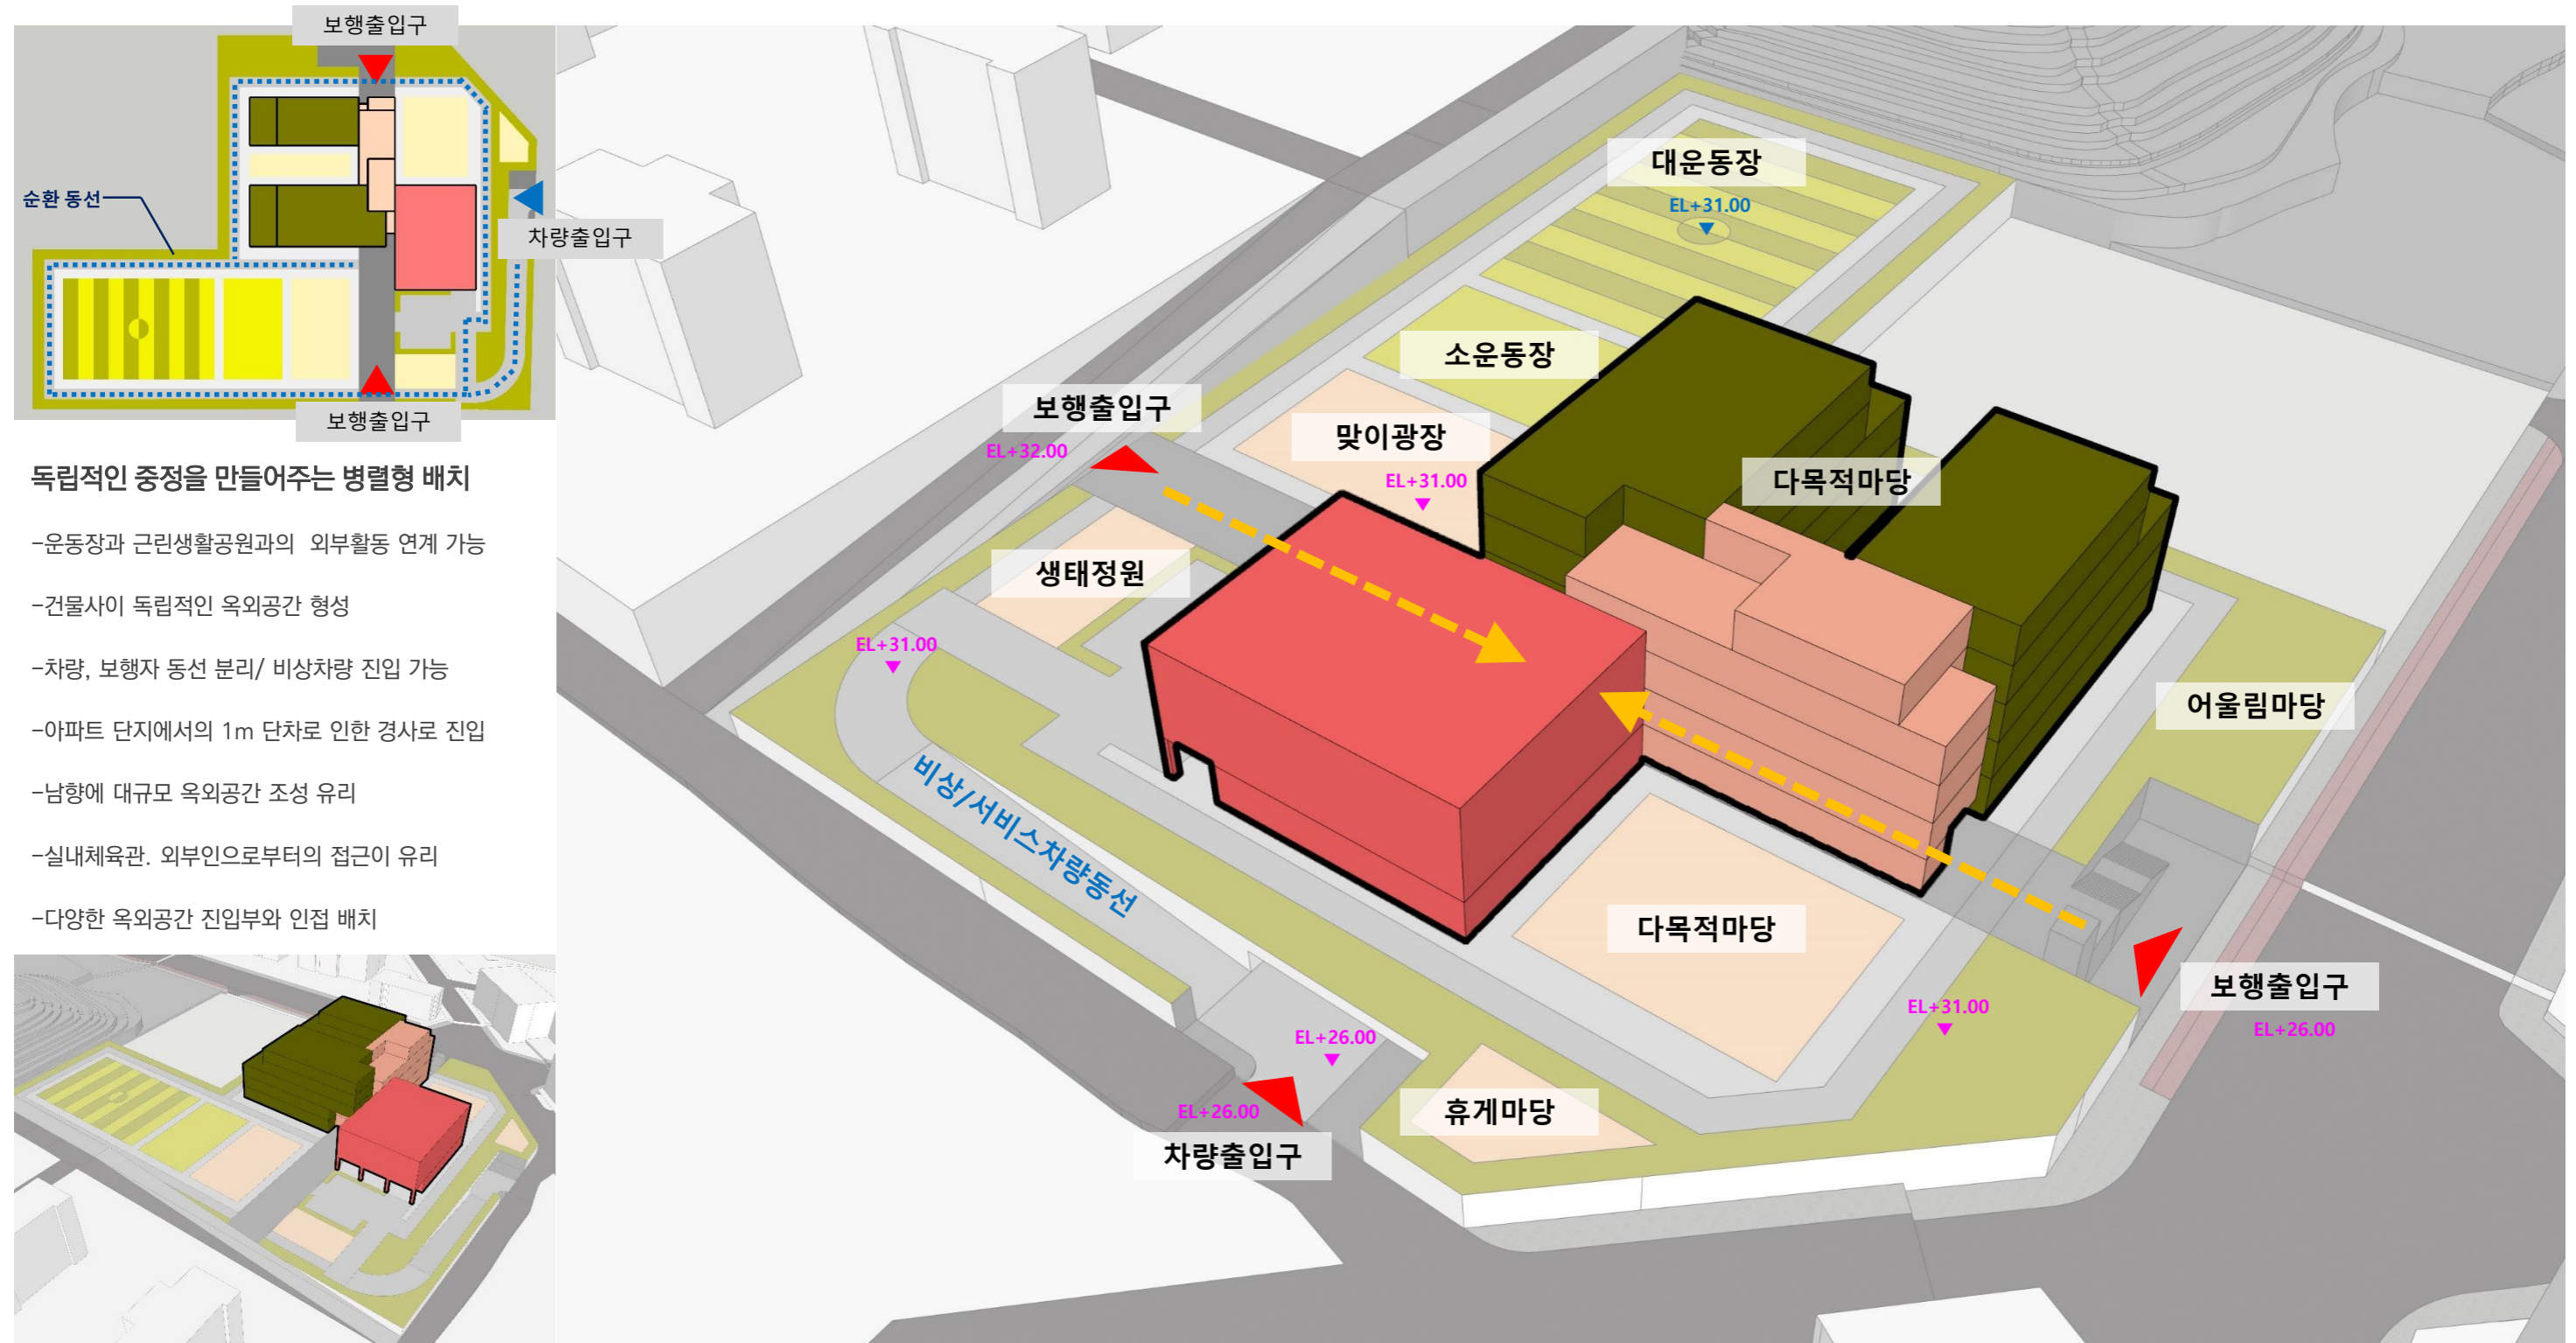 보행출입구
순환 동선
차량출입구
보행출입구
독립적인 중정을 만들어주는 병렬형 배치
-운동장과 근린생활공원과의 외부활동 연계 가능
-건물사이 독립적인 옥외공간 형성
-차량, 보행자 동선 분리/ 비상차량 진입 가능
-아파트 단지에서의 1m 단차로 인한 경사로 진입
-남향에 대규모 옥외공간 조성 유리
-실내체육관. 외부인으로부터의 접근이 유리
-다양한 옥외공간 진입부와 인접 배치
대운동장
EL+31.00
소운동장
보행출입구
EL+32.00
맞이광장
EL+31.00
다목적마당
생태정원
EL+31.00
어울림마당
비상/서비스차량동선
다목적마당
보행출입구
EL+26.00
EL+31.00
EL+26.00
휴게마당
EL+26.00
차량출입구